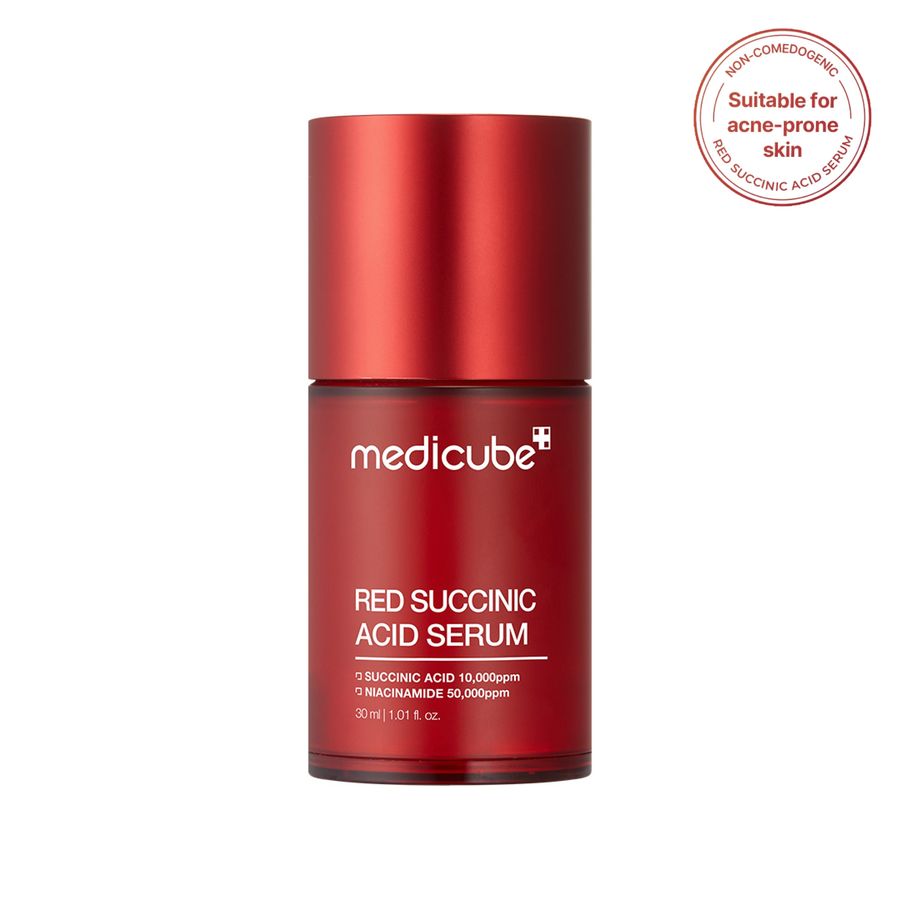 NON-COMEDOGENIC
Suitable for
acne-prone
skin
RED SUCCINIC ACID SERUM
medicube
RED SUCCINIC
ACID SERUM
SUCCINIC ACID 10,000ppm
NIACINAMIDE 50,000ppm
30 ml | 1.01 fl. oz.